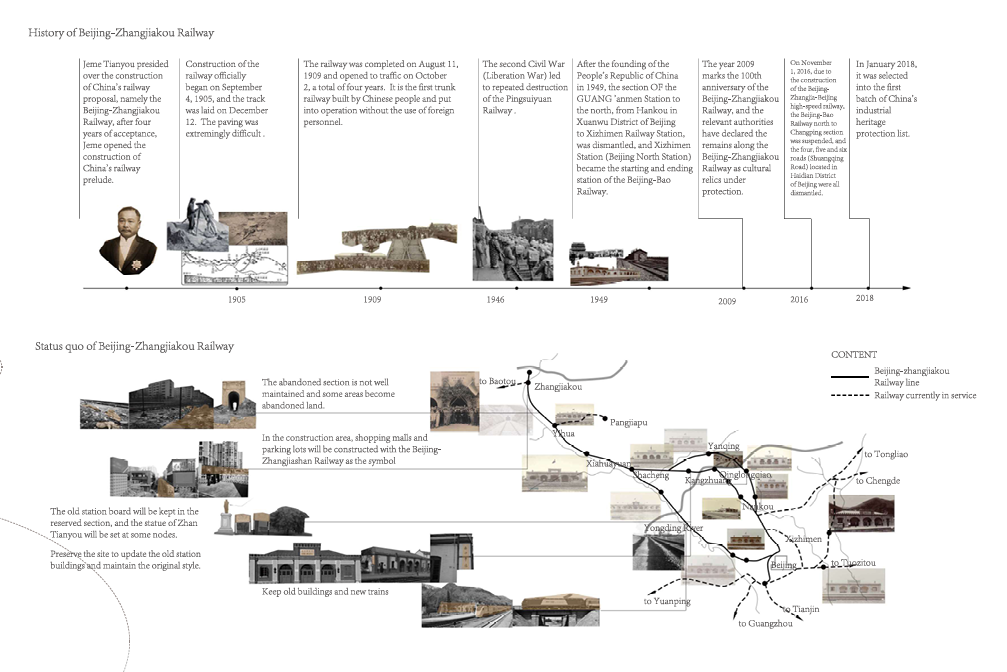 History of Beijing-Zhangjiakou Railway
Jeme Tianyou presided
over the construction
of China's railway
proposal, namely the
Beijing-Zhangjiakou
Railway, after four
years of acceptance,
Jeme opened the
construction of
China's railway
prelude.
Construction of the
railway officially
began on September
4, 1905, and the track
was laid on December
12. The paving was
extremely difficult .
The railway was completed on August 11,
1909 and opened to traffic on October
2, a total of four years. It is the first trunk
railway built by Chinese people and put
into operation without the use of foreign
personnel.
The second Civil War
(Liberation War) led
to repeated destruction
of the Pingsuiyuan
Railway .
After the founding of the
People's Republic of China
in 1949, the section OF the
GUANG 'anmen Station to
the north, from Hankou in
Xuanwu District of Beijing
to Xizhimen Railway Station,
was dismantled, and Xizhimen
Station (Beijing North Station)
became the starting and ending
station of the Beijing-Bao
Railway.
The year 2009
marks the 100th
anniversary of the
Beijing-Zhangjiakou
Railway, and the
relevant authorities
have declared the
remains along the
Beijing-Zhangjiakou
Railway as cultural
relics under
protection.
On November
1, 2016, due to
the construction
of the Beijing-
Zhangjia-Beijing
high-speed railway,
the Beijing-Bao
Railway north to
Changping section
was suspended, and
the four, five and six
roads (Shuangqing
Road) located in
Haidian District
of Beijing were all
dismantled.
In January 2018,
it was selected
into the first
batch of China's
industrial
heritage
protection list.
1905
1909
1946
1949
2009
2016
2018
Status quo of Beijing-Zhangjiakou Railway
The abandoned section is not well
maintained and some areas become
abandoned land.
In the construction area, shopping malls and
parking lots will be constructed with the Beijing-
Zhangjiashan Railway as the symbol
The old station board will be kept in the
reserved section, and the statue of Zhan
Tianyou will be set at some nodes.
Preserve the site to update the old station
buildings and maintain the original style.
Keep old buildings and new trains
CONTENT
Beijing-zhangjiakou
Railway line
Railway currently in service
to Baotou
Zhangjiakou
Pangjiapu
Yihua
Xiahuayuan
Shacheng
Yanqing
Kangzhuang
Qinglongqiao
Nankou
to Tongliao
to Chengde
Yongding River
Xizhimen
Beijing
to Tuozitou
to Yuanping
to Tianjin
to Guangzhou